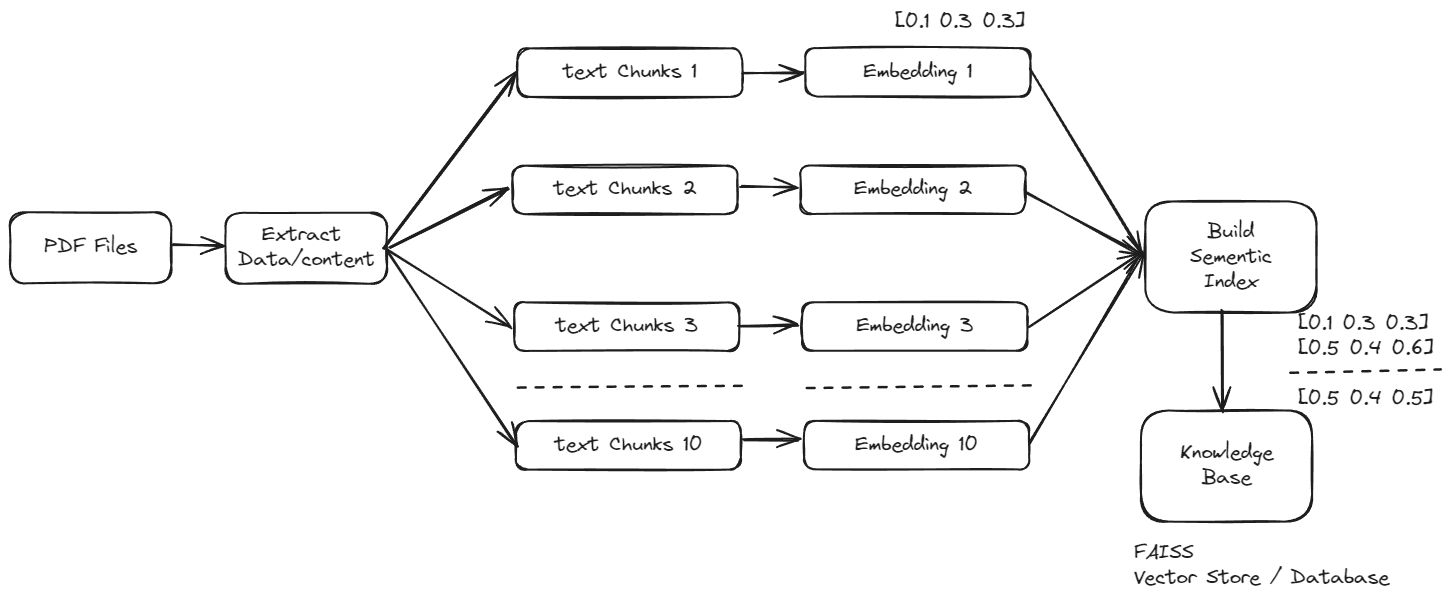 [0.1 0.3 0.3]
text Chunks 1
Embedding 1
text Chunks 2
Embedding 2
PDF Files
Extract
Data/content
Build
Sementic
Index
text Chunks 3
Embedding 3
[0.1 0.3 0.3]
[0.5 0.4 0.6]
[0.5 0.4 0.5]
text Chunks 10
Embedding 10
Knowledge
Base
FAISS
Vector Store / Database